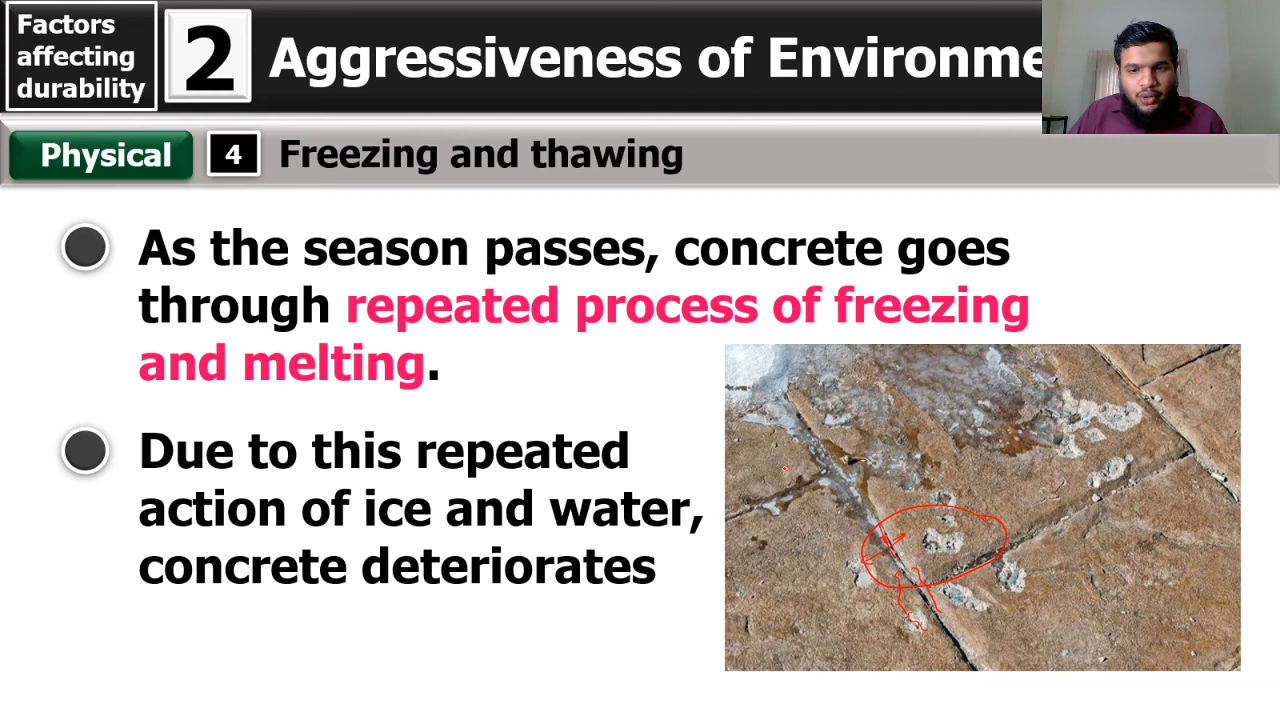 Factors
affecting
durability
2
Aggressiveness of Environme
Physical
4
Freezing and thawing
As the season passes, concrete goes
through repeated process of freezing
and melting.
Due to this repeated
action of ice and water,
concrete deteriorates